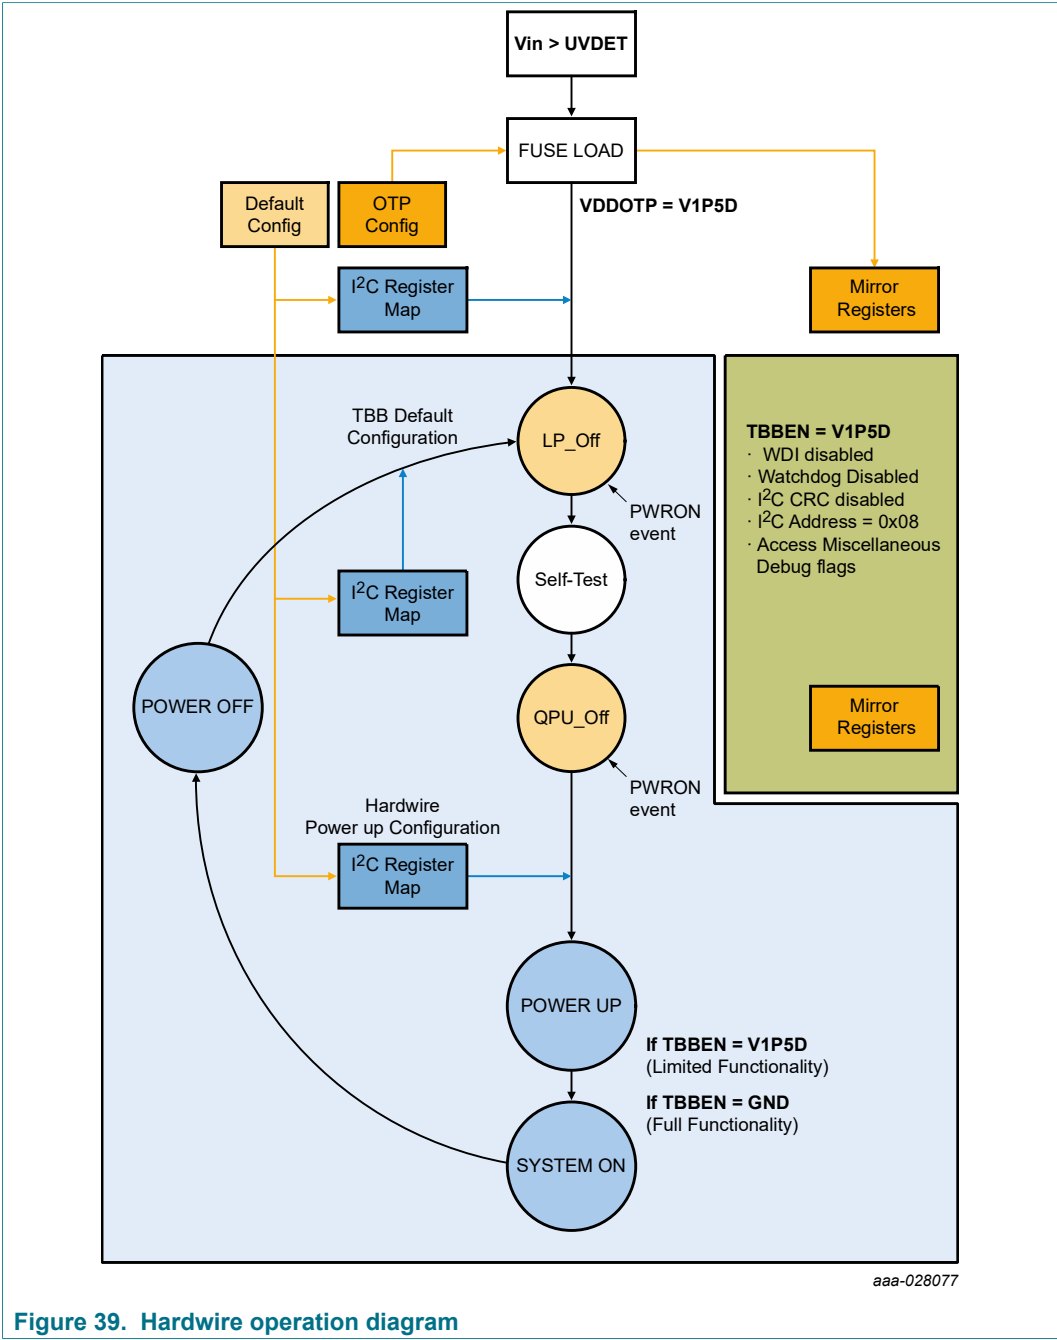 Vin > UVDET
FUSE LOAD
VDDOTP = V1P5D
Default
Config
OTP
Config
I2C Register
Map
Mirror
Registers
TBB Default
Configuration
LP_Off
PWRON
event
TBBEN = V1P5D
· WDI disabled
· Watchdog Disabled
· I2C CRC disabled
· I2C Address = 0x08
· Access Miscellaneous
Debug flags
Self-Test
I2C Register
Map
POWER OFF
QPU_Off
Mirror
Registers
PWRON
event
Hardwire
Power up Configuration
I2C Register
Map
POWER UP
If TBBEN = V1P5D
(Limited Functionality)
If TBBEN = GND
(Full Functionality)
SYSTEM ON
aaa-028077
Figure 39. Hardwire operation diagram